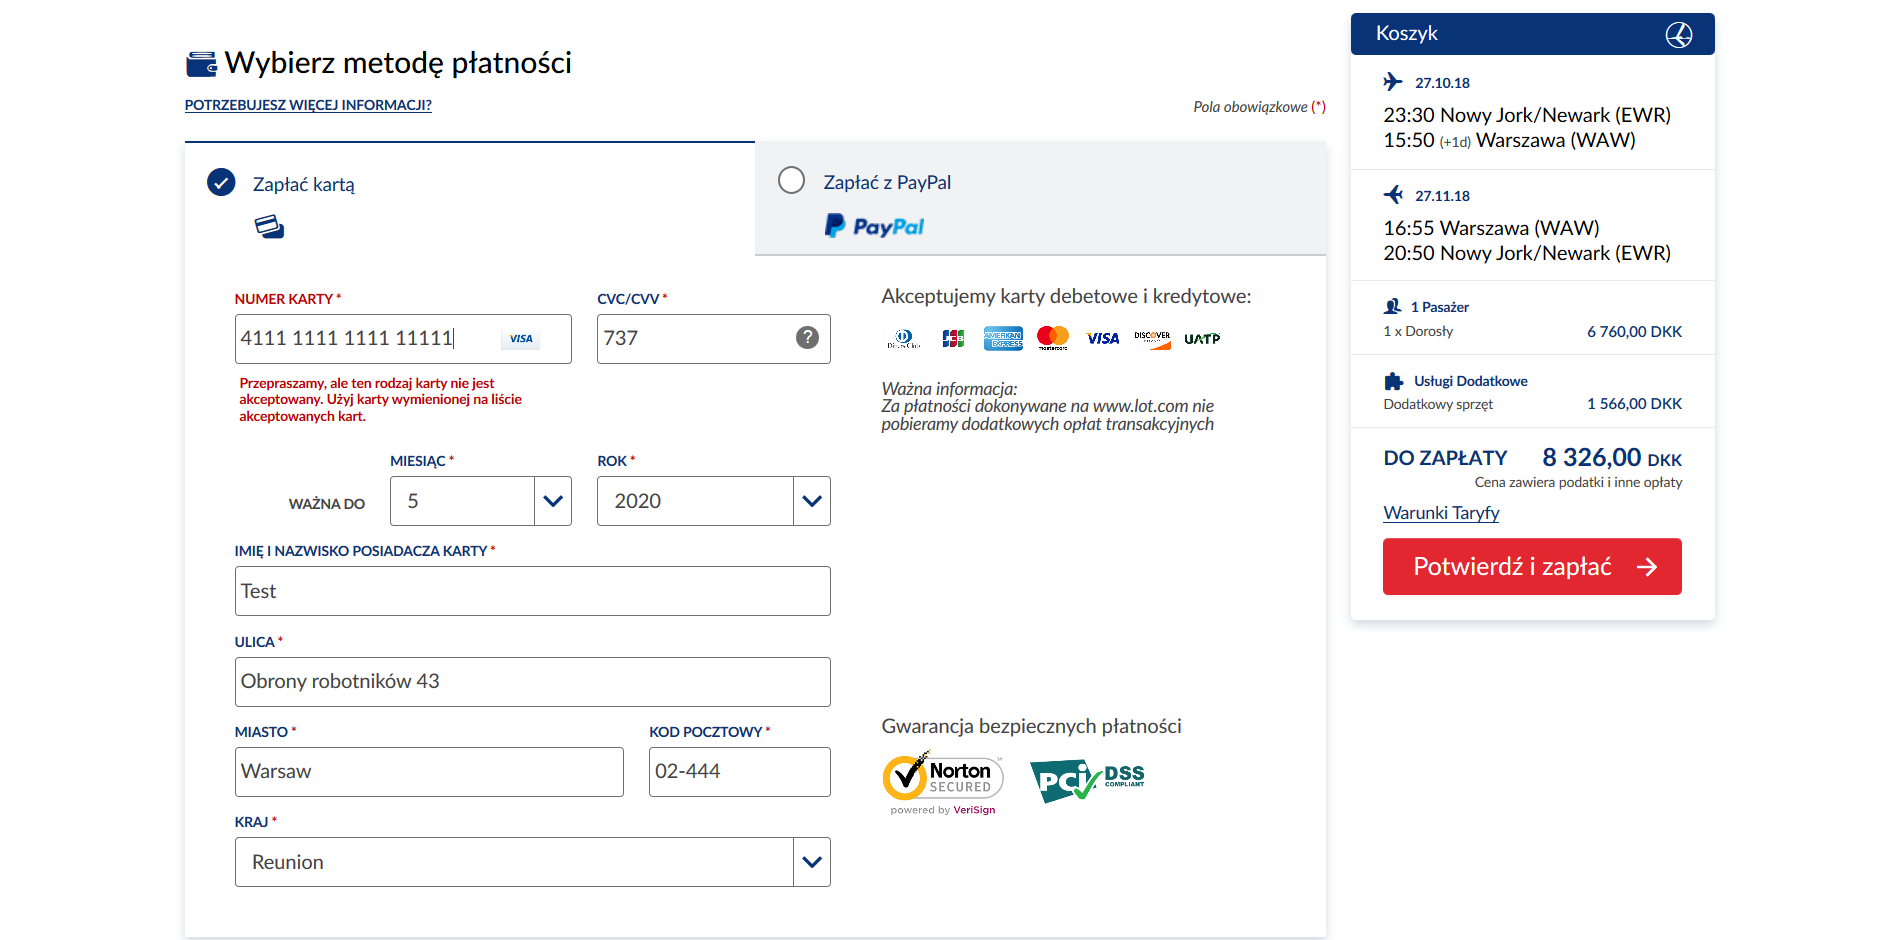 Wybierz metodę płatności
POTRZEBUJESZ WIĘCEJ INFORMACJI?
Pola obowiązkowe (*)
Zapłać kartą
Zapłać z PayPal
PayPal
NUMER KARTY *
4111 1111 1111 11111
VISA
CVC/CVV *
737
?
Przepraszamy, ale ten rodzaj karty nie jest
akceptowany. Użyj karty wymienionej na liście
akceptowanych kart.
WAŻNA DO
MIESIĄC *
5
ROK *
2020
IMIĘ I NAZWISKO POSIADACZA KARTY *
Test
ULICA *
Obrony robotników 43
MIASTO *
Warsaw
KOD POCZTOWY *
02-444
KRAJ *
Reunion
Akceptujemy karty debetowe i kredytowe:
Diners Club
JCB
AMERICAN EXPRESS
mastercard
VISA
DISCOVER
UATP
Ważna informacja:
Za płatności dokonywane na www.lot.com nie
pobieramy dodatkowych opłat transakcyjnych
Gwarancja bezpiecznych płatności
Norton
SECURED
powered by VeriSign
PCi DSS
COMPLIANT
Koszyk
27.10.18
23:30 Nowy Jork/Newark (EWR)
15:50 (+1d) Warszawa (WAW)
27.11.18
16:55 Warszawa (WAW)
20:50 Nowy Jork/Newark (EWR)
1 Pasażer
1 x Dorosły 6 760,00 DKK
Usługi Dodatkowe
Dodatkowy sprzęt 1 566,00 DKK
DO ZAPŁATY 8 326,00 DKK
Cena zawiera podatki i inne opłaty
Warunki Taryfy
Potwierdź i zapłać